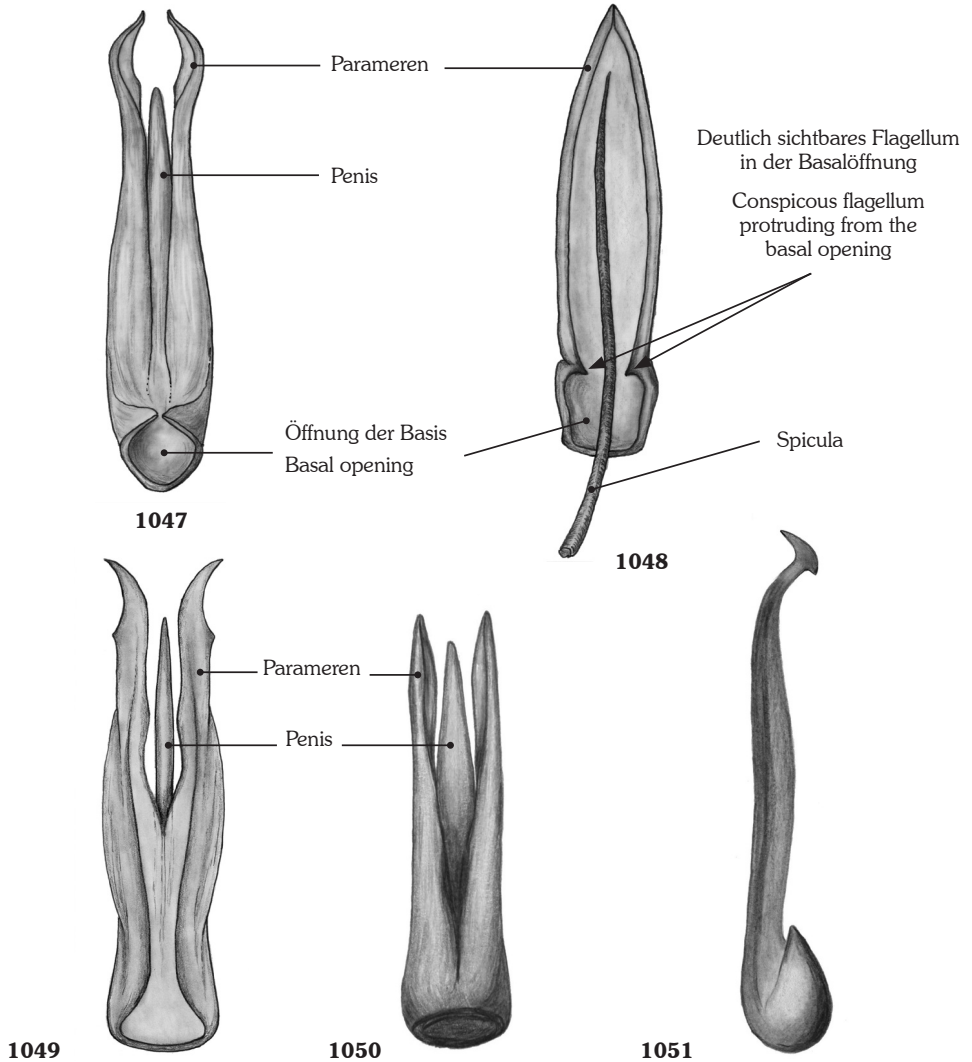 Parameren
Penis
Deutlich sichtbares Flagellum
in der Basalöffnung
Conspicous flagellum
protruding from the
basal opening
Öffnung der Basis
Basal opening
Spicula
1047
1048
Parameren
Penis
1049
1050
1051